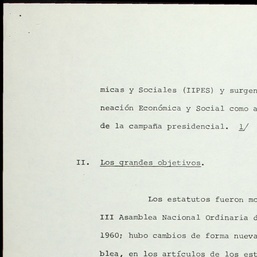 micas y Sociales (IIPES) y surgen
neación Económica y Social como a
de la campaña presidencial. 1/
II. Los grandes objetivos.
Los estatutos fueron mo
III Asamblea Nacional Ordinaria d
1960; hubo cambios de forma nueva
blea, en los artículos de los est